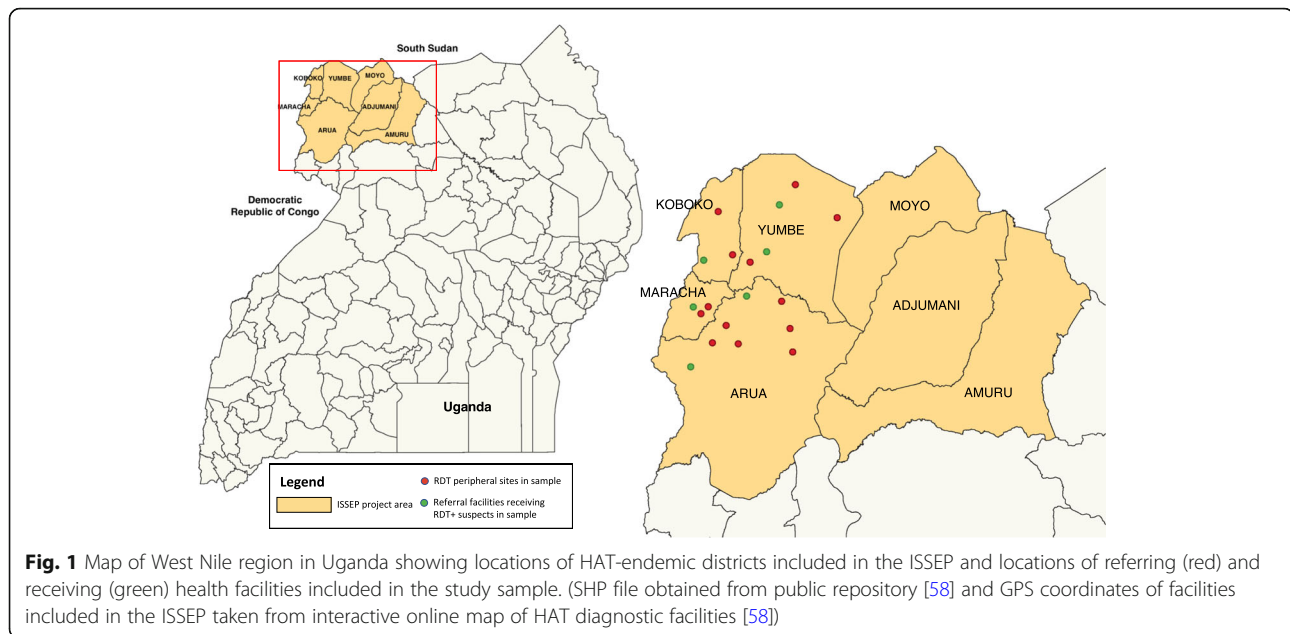 South Sudan
KOBOKO
YUMBE
MOYO
MARACHA
ADJUMANI
ARUA
AMURU
Democratic
Republic of Congo
Uganda
KOBOKO
MOYO
YUMBE
MARACHA
ADJUMANI
ARUA
AMURU
Legend
ISSEP project area
RDT peripheral sites in sample
Referral facilities receiving
RDT+ suspects in sample
Fig. 1 Map of West Nile region in Uganda showing locations of HAT-endemic districts included in the ISSEP and locations of referring (red) and
receiving (green) health facilities included in the study sample. (SHP file obtained from public repository [58] and GPS coordinates of facilities
included in the ISSEP taken from interactive online map of HAT diagnostic facilities [58])